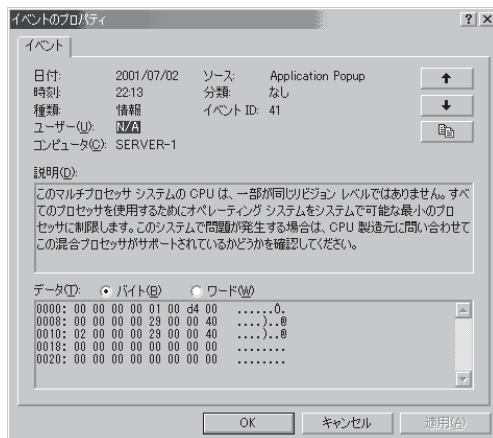 イベントのプロパティ
イベント
日付: 2001/07/02 ソース: Application Popup
時刻: 22:13 分類: なし
種類: 情報 イベント ID: 41
ユーザー(U): N/A
コンピュータ(C): SERVER-1
説明(D):
このマルチプロセッサ システムの CPU は、一部が同じリビジョン レベルではありません。すべ
てのプロセッサを使用するためにオペレーティング システムをシステムで可能な最小のプロ
セッサに制限します。このシステムで問題が発生する場合は、CPU 製造元に問い合わせて
この混合プロセッサがサポートされているかどうかを確認してください。
データ(T): バイト(B) ワード(W)
0000: 00 00 00 00 01 00 d4 00 ......Ô.
0008: 00 00 00 00 29 00 00 40 ....)..@
0010: 02 00 00 00 29 00 00 40 ....)..@
0018: 00 00 00 00 00 00 00 00 ........
0020: 00 00 00 00 00 00 00 00 ........
OK キャンセル 適用(A)